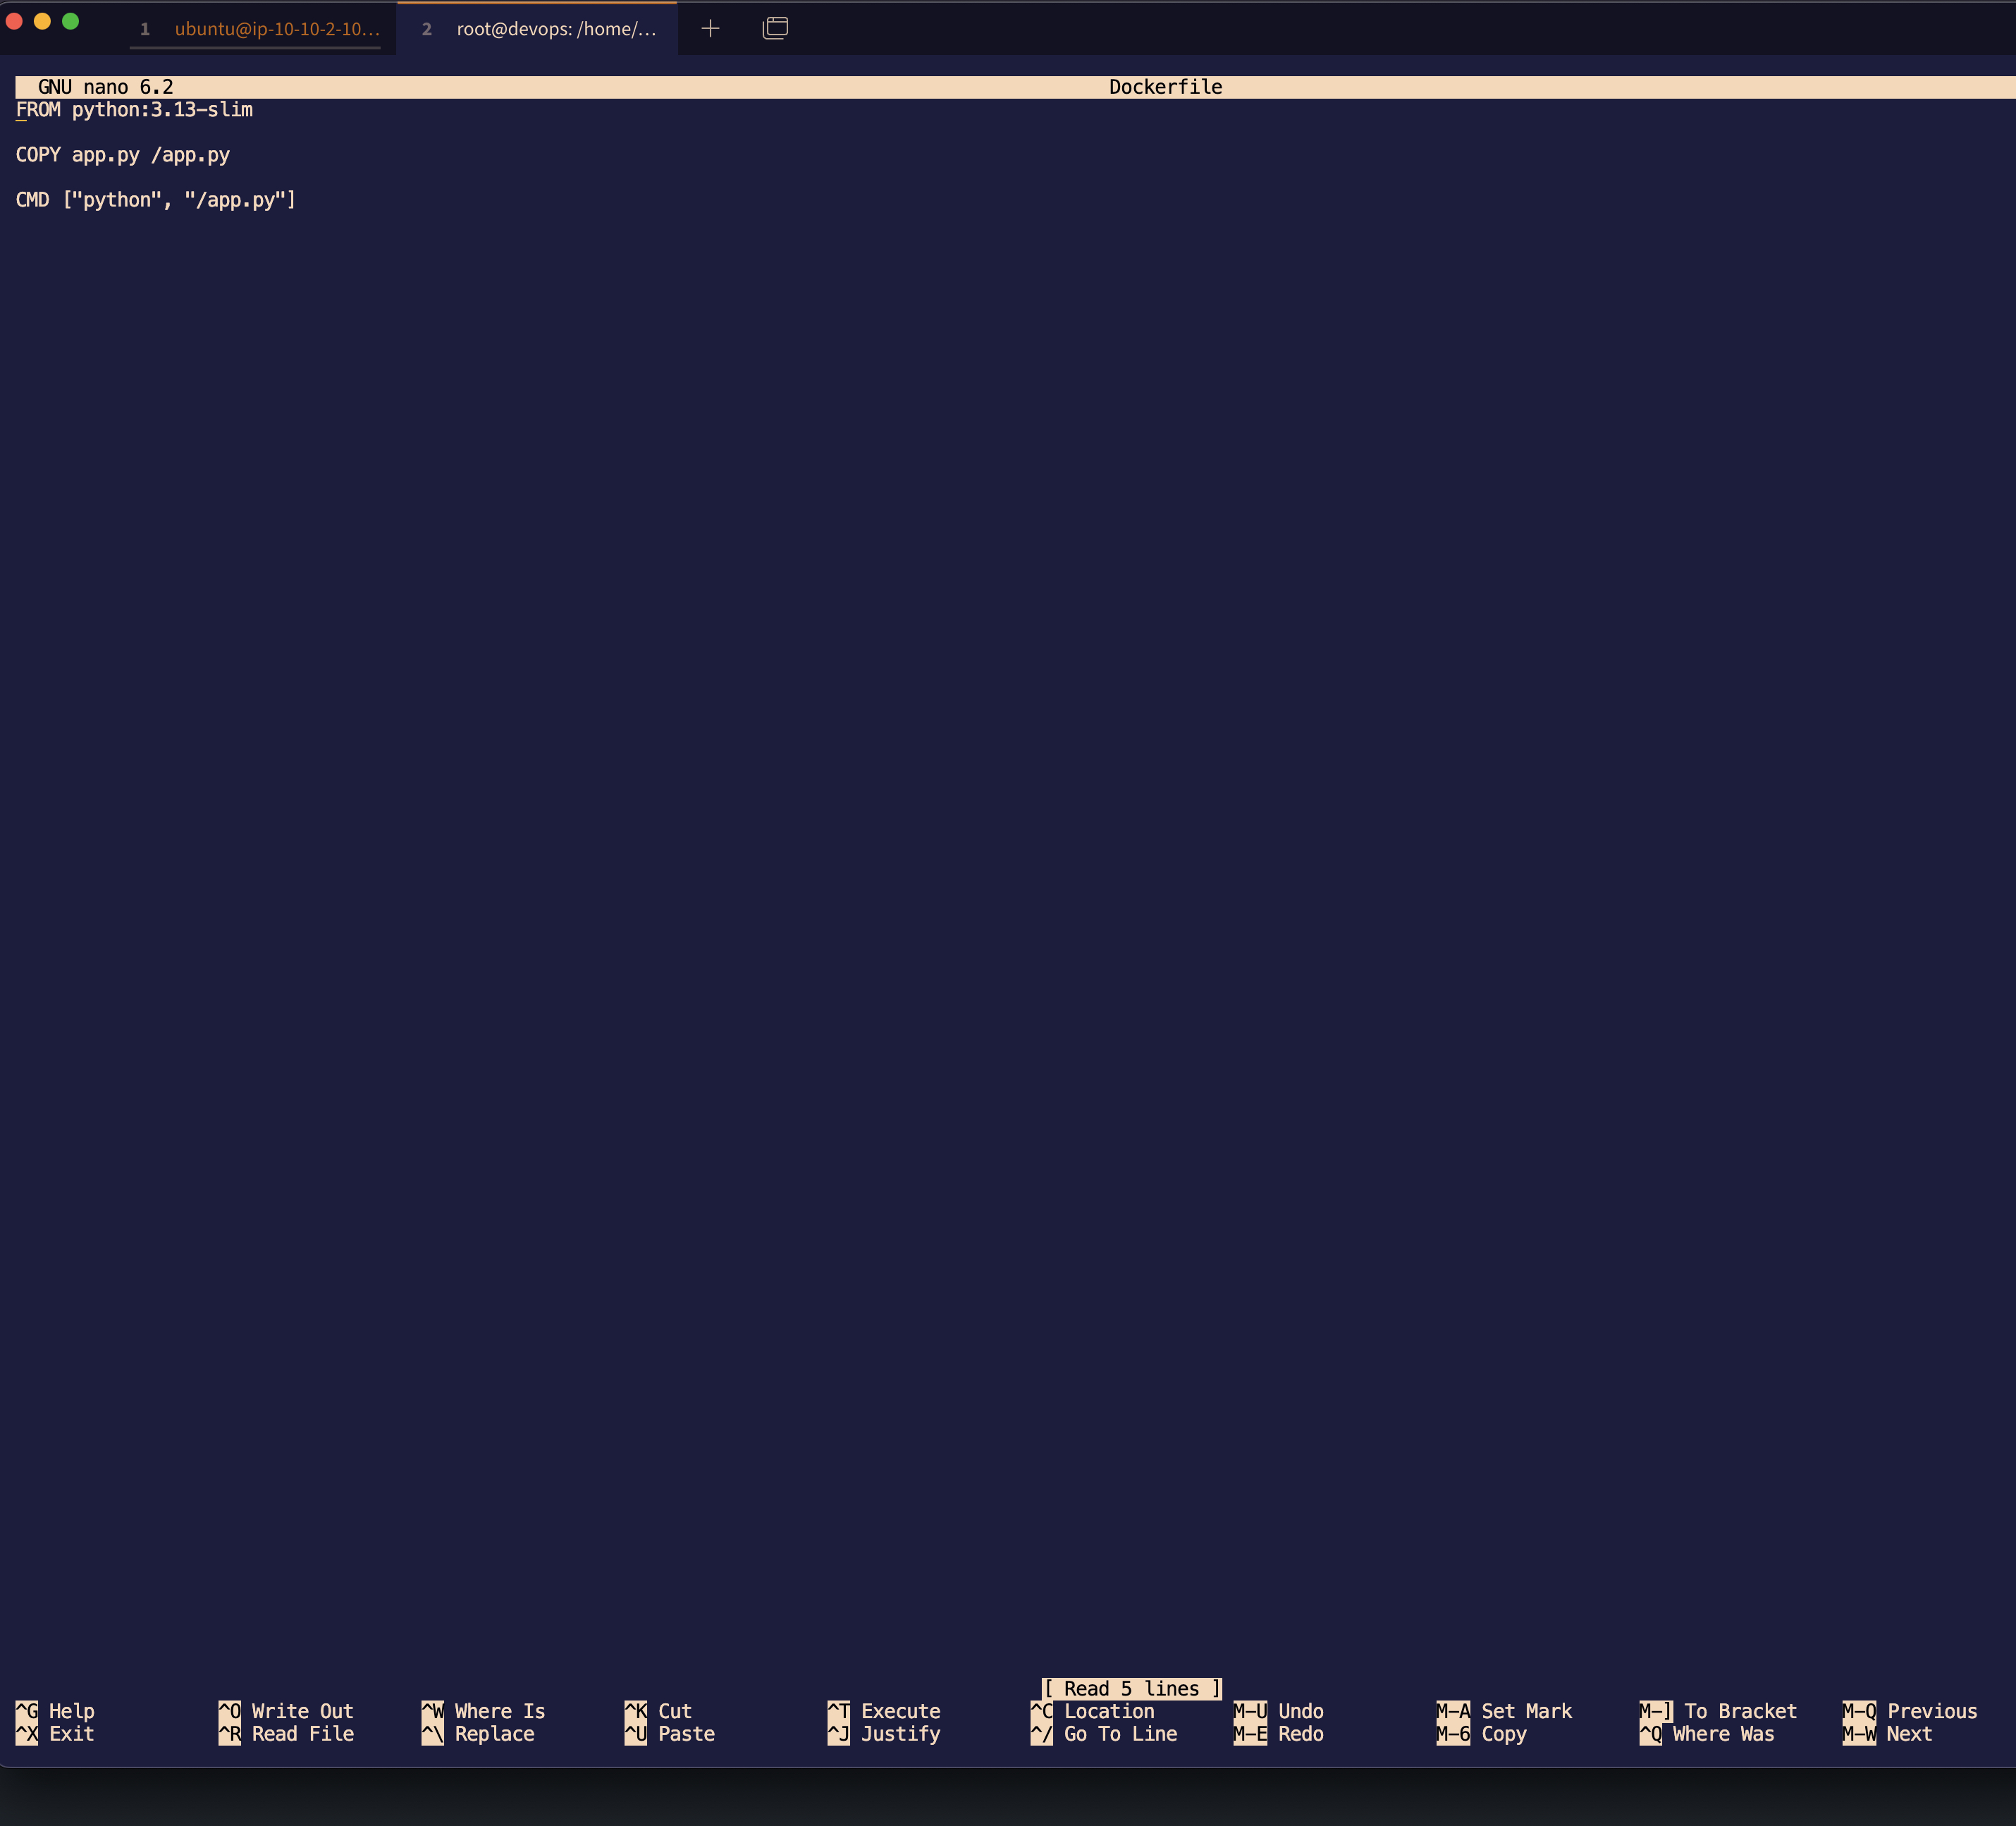 1 ubuntu@ip-10-10-2-10... 2 root@devops: /home/...
GNU nano 6.2 Dockerfile
FROM python:3.13-slim
COPY app.py /app.py
CMD ["python", "/app.py"]
[ Read 5 lines ]
^G Help ^O Write Out ^W Where Is ^K Cut ^T Execute ^C Location M-U Undo M-A Set Mark M-] To Bracket M-Q Previous
^X Exit ^R Read File ^\ Replace ^U Paste ^J Justify ^/ Go To Line M-E Redo M-6 Copy ^Q Where Was M-W Next